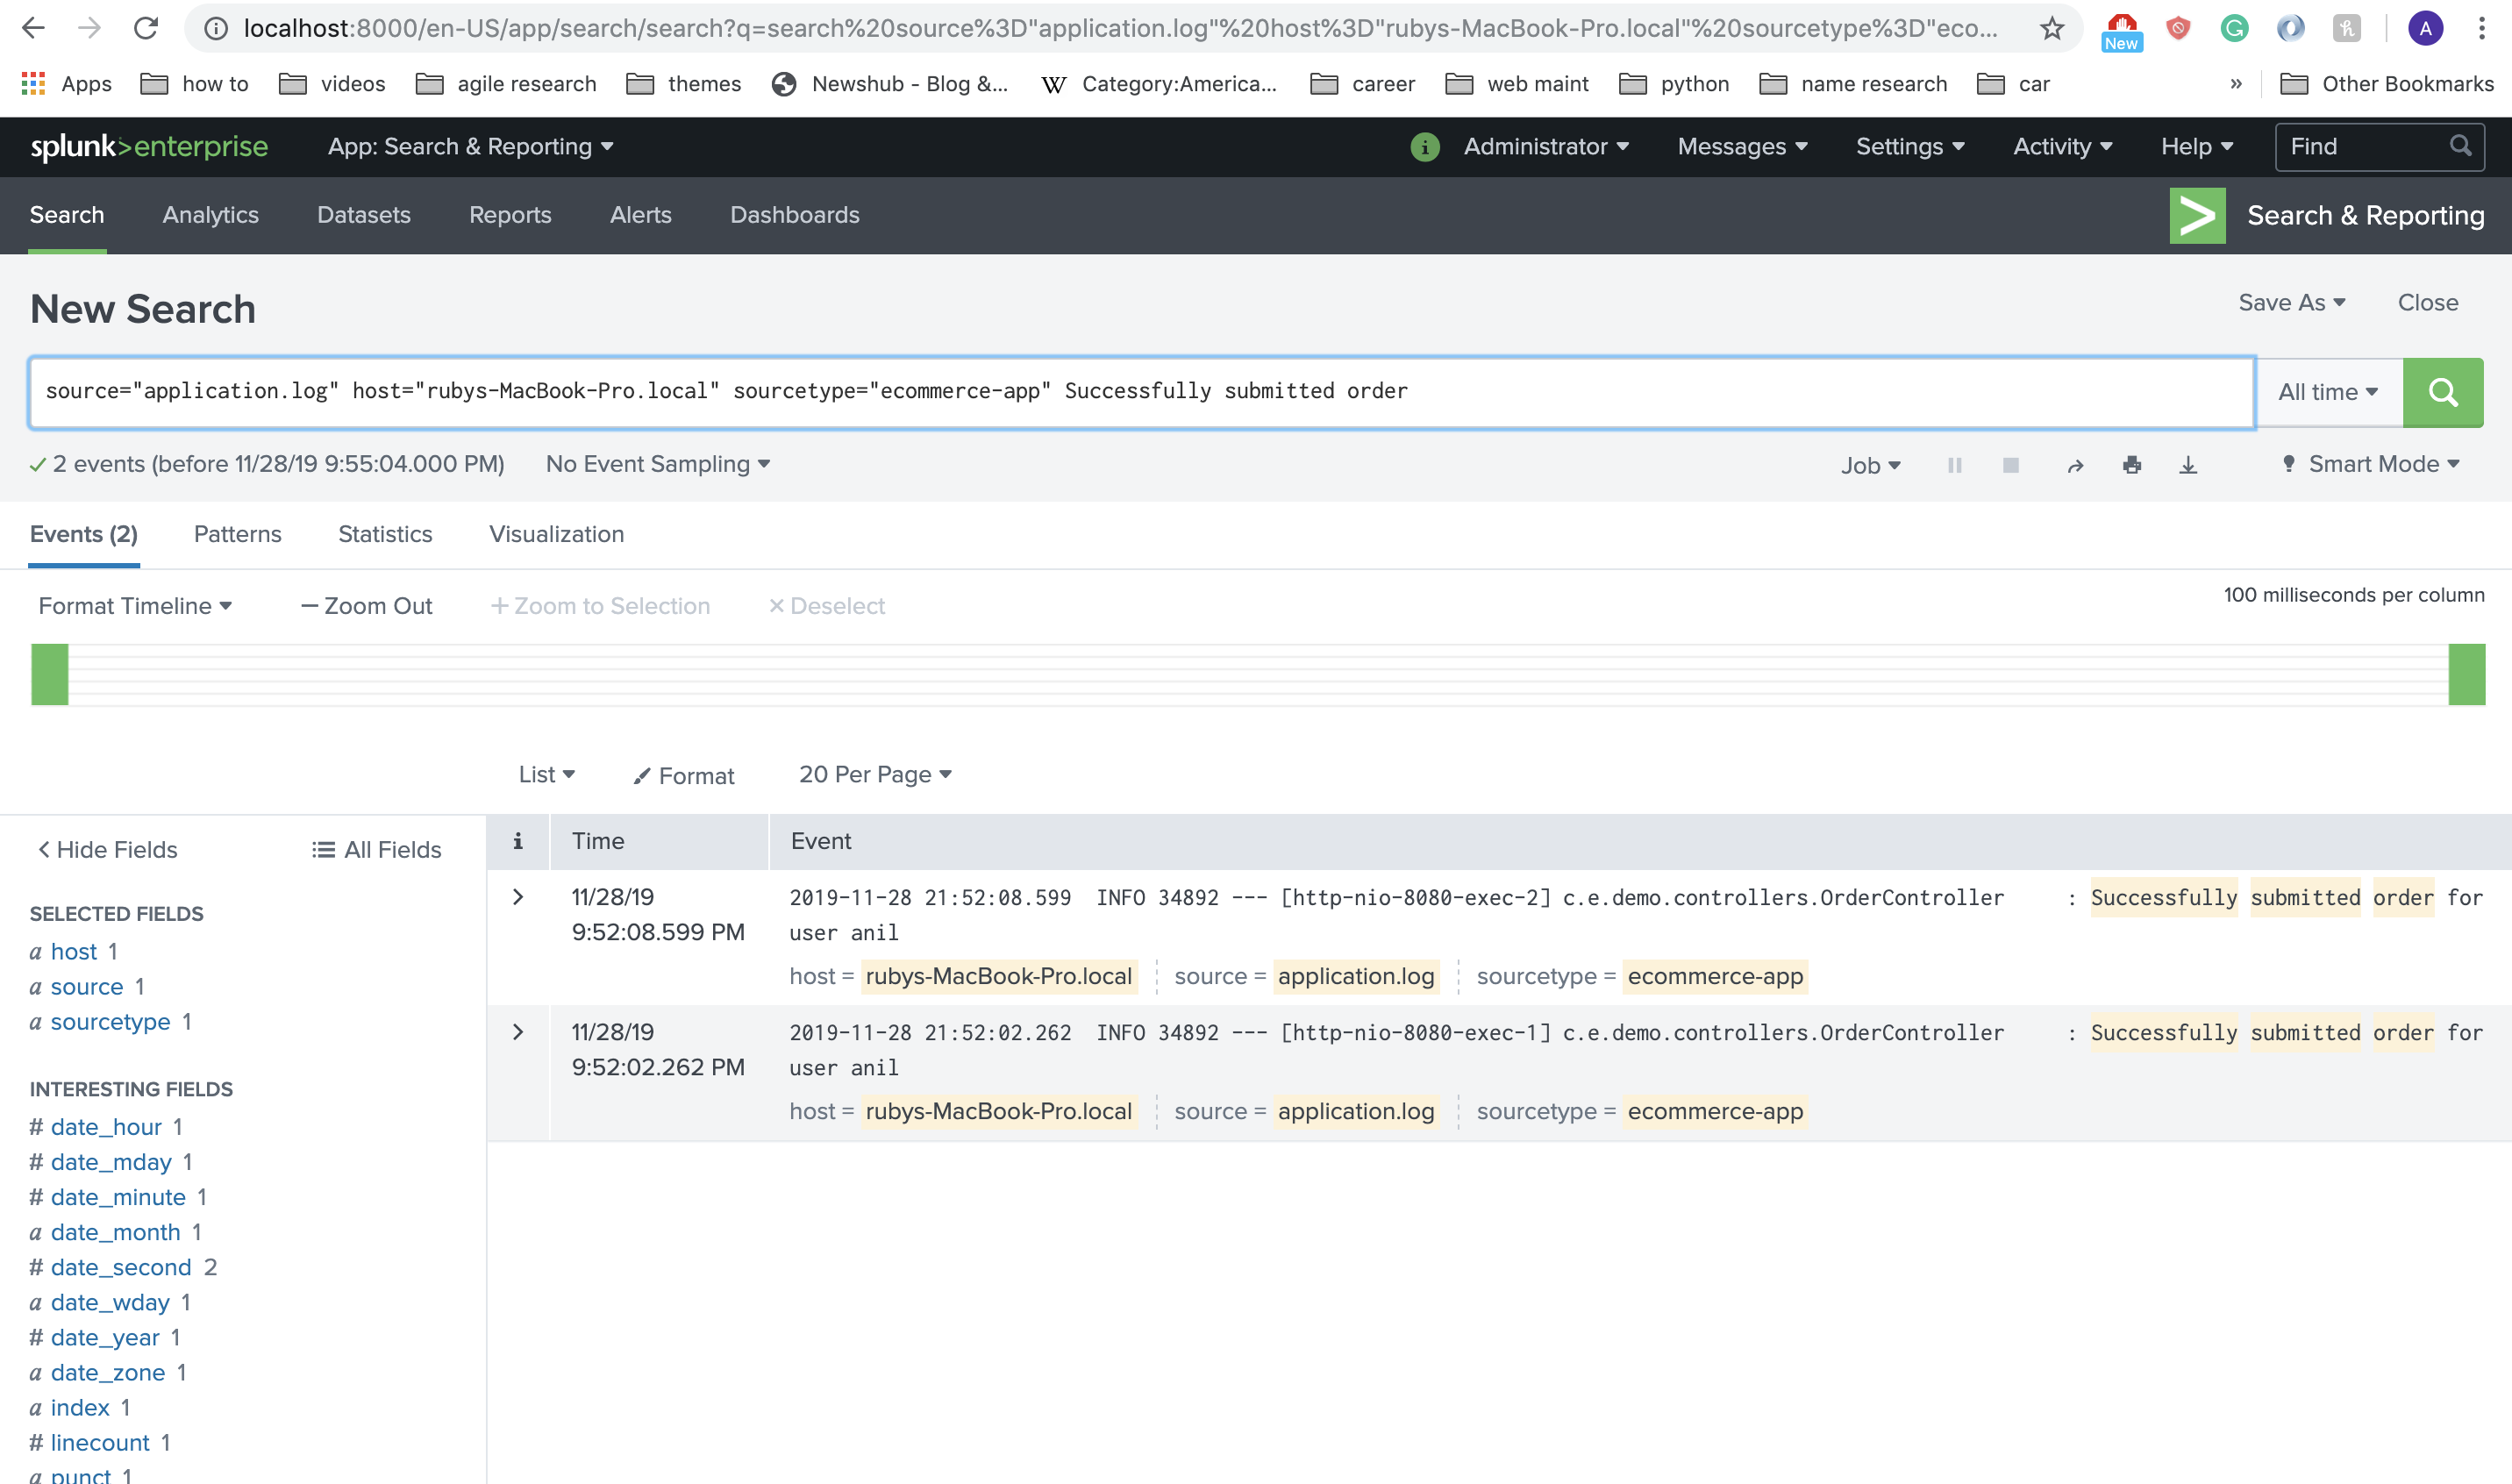 localhost:8000/en-US/app/search/search?q=search%20source%3D"application.log"%20host%3D"rubys-MacBook-Pro.local"%20sourcetype%3D"eco...
New
A
Apps how to videos agile research themes Newshub - Blog &... W Category:America... career web maint python name research car » Other Bookmarks
splunk>enterprise App: Search & Reporting i Administrator Messages Settings Activity Help Find
Search Analytics Datasets Reports Alerts Dashboards > Search & Reporting
New Search Save As Close
source="application.log" host="rubys-MacBook-Pro.local" sourcetype="ecommerce-app" Successfully submitted order All time
2 events (before 11/28/19 9:55:04.000 PM) No Event Sampling Job Smart Mode
Events (2) Patterns Statistics Visualization
Format Timeline — Zoom Out + Zoom to Selection × Deselect 100 milliseconds per column
List Format 20 Per Page
< Hide Fields All Fields
SELECTED FIELDS
a host 1
a source 1
a sourcetype 1
INTERESTING FIELDS
# date_hour 1
# date_mday 1
# date_minute 1
a date_month 1
# date_second 2
a date_wday 1
# date_year 1
a date_zone 1
a index 1
# linecount 1
a punct 1
i Time Event
> 11/28/19 2019-11-28 21:52:08.599 INFO 34892 --- [http-nio-8080-exec-2] c.e.demo.controllers.OrderController : Successfully submitted order for
9:52:08.599 PM user anil
host = rubys-MacBook-Pro.local source = application.log sourcetype = ecommerce-app
> 11/28/19 2019-11-28 21:52:02.262 INFO 34892 --- [http-nio-8080-exec-1] c.e.demo.controllers.OrderController : Successfully submitted order for
9:52:02.262 PM user anil
host = rubys-MacBook-Pro.local source = application.log sourcetype = ecommerce-app